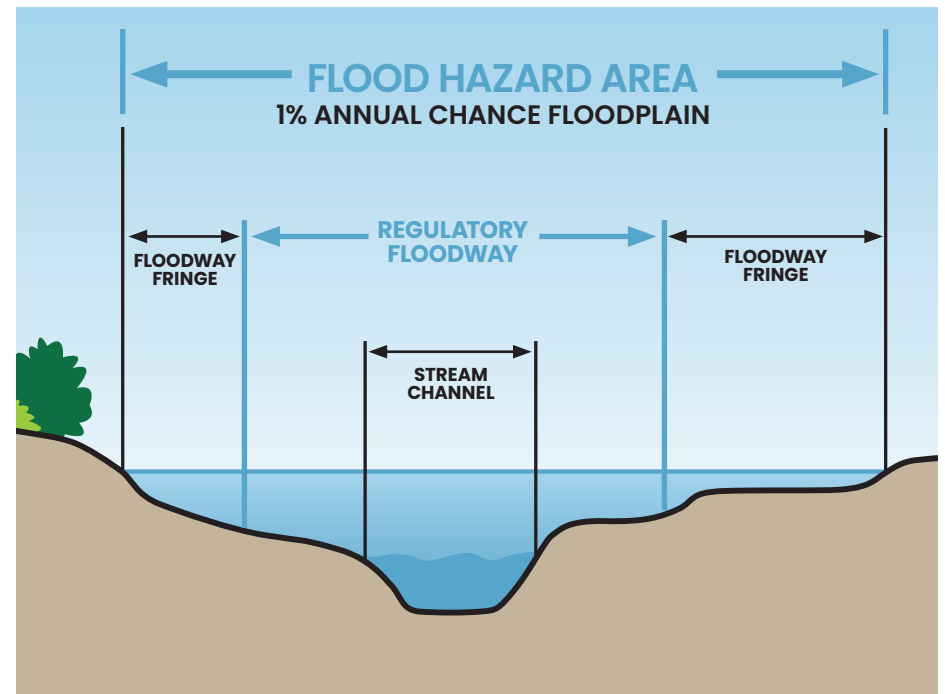 FLOOD HAZARD AREA
1% ANNUAL CHANCE FLOODPLAIN
REGULATORY
FLOODWAY
FLOODWAY
FRINGE
FLOODWAY
FRINGE
STREAM
CHANNEL